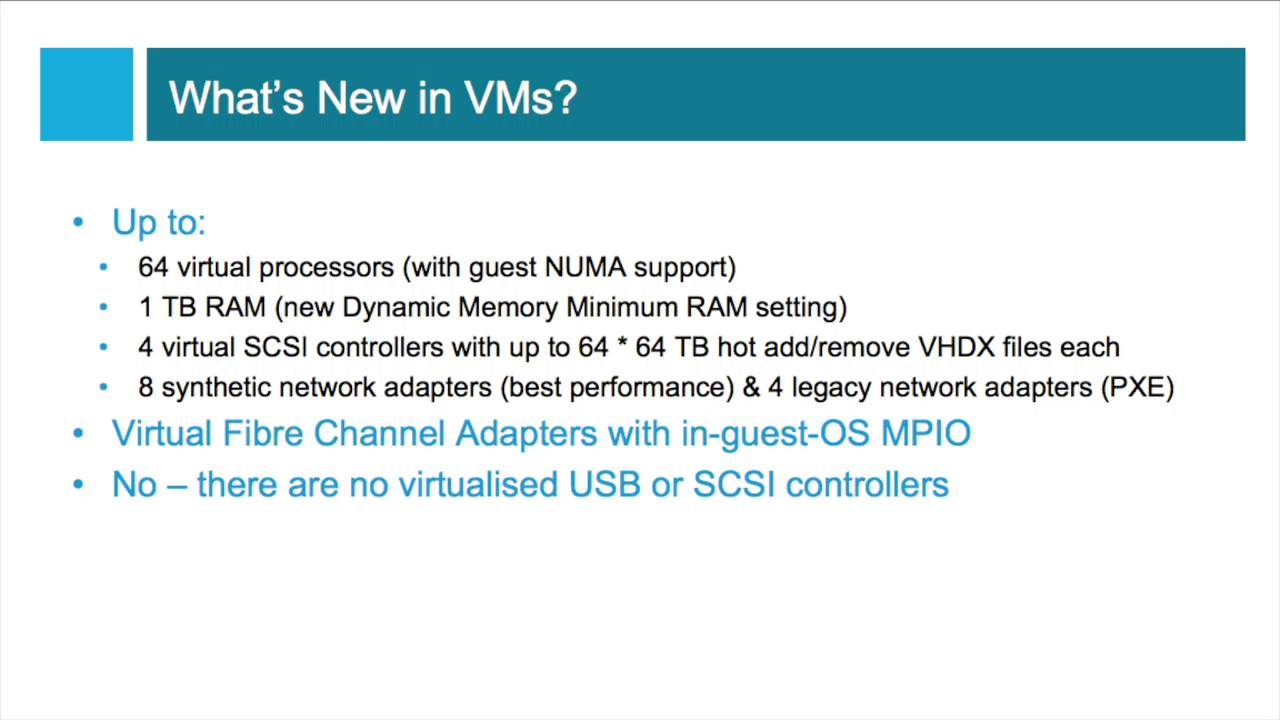 What’s New in VMs?
• Up to:
• 64 virtual processors (with guest NUMA support)
• 1 TB RAM (new Dynamic Memory Minimum RAM setting)
• 4 virtual SCSI controllers with up to 64 * 64 TB hot add/remove VHDX files each
• 8 synthetic network adapters (best performance) & 4 legacy network adapters (PXE)
• Virtual Fibre Channel Adapters with in-guest-OS MPIO
• No – there are no virtualised USB or SCSI controllers